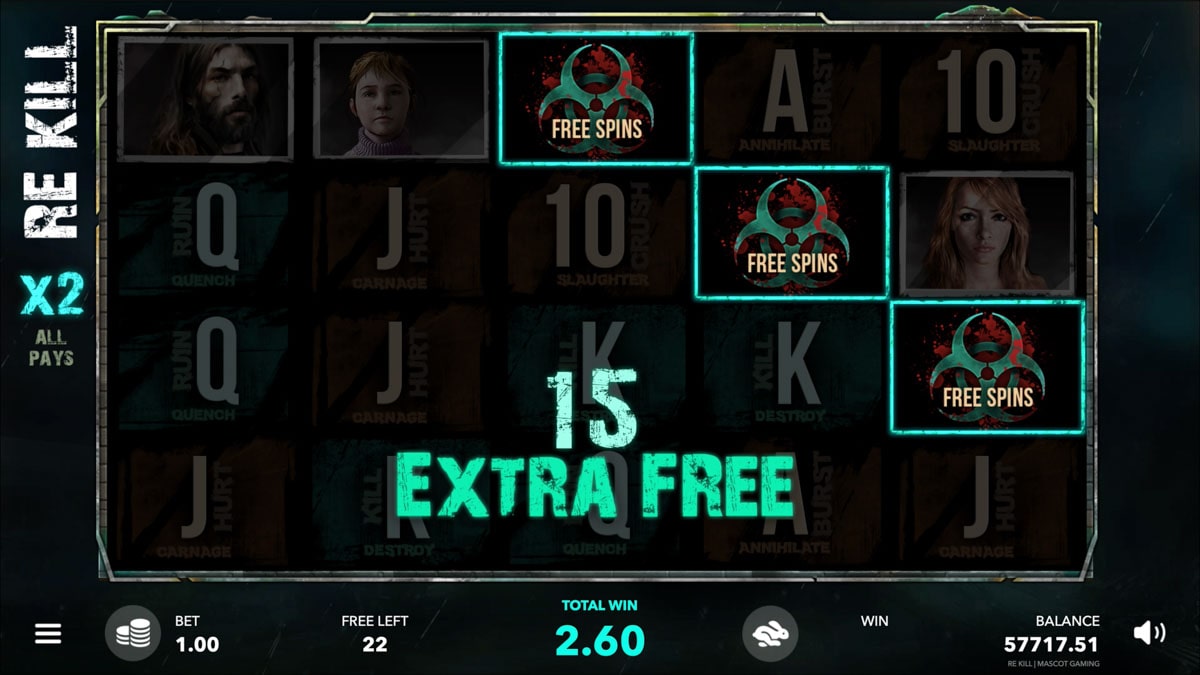 RE KILL
X2
ALL
PAYS
FREE SPINS
A
BURST
ANNIHILATE
10
CRUSH
SLAUGHTER
RUIN
Q
QUENCH
J
HURT
CARNAGE
10
CRUSH
SLAUGHTER
FREE SPINS
RUIN
Q
QUENCH
J
HURT
CARNAGE
KILL
K
KILL
K
DESTROY
FREE SPINS
15
EXTRA FREE
J
HURT
CARNAGE
KILL
K
DESTROY
Q
QUENCH
A
BURST
ANNIHILATE
J
HURT
CARNAGE
BET
1.00
FREE LEFT
22
TOTAL WIN
2.60
WIN
BALANCE
57717.51
RE KILL | MASCOT GAMING